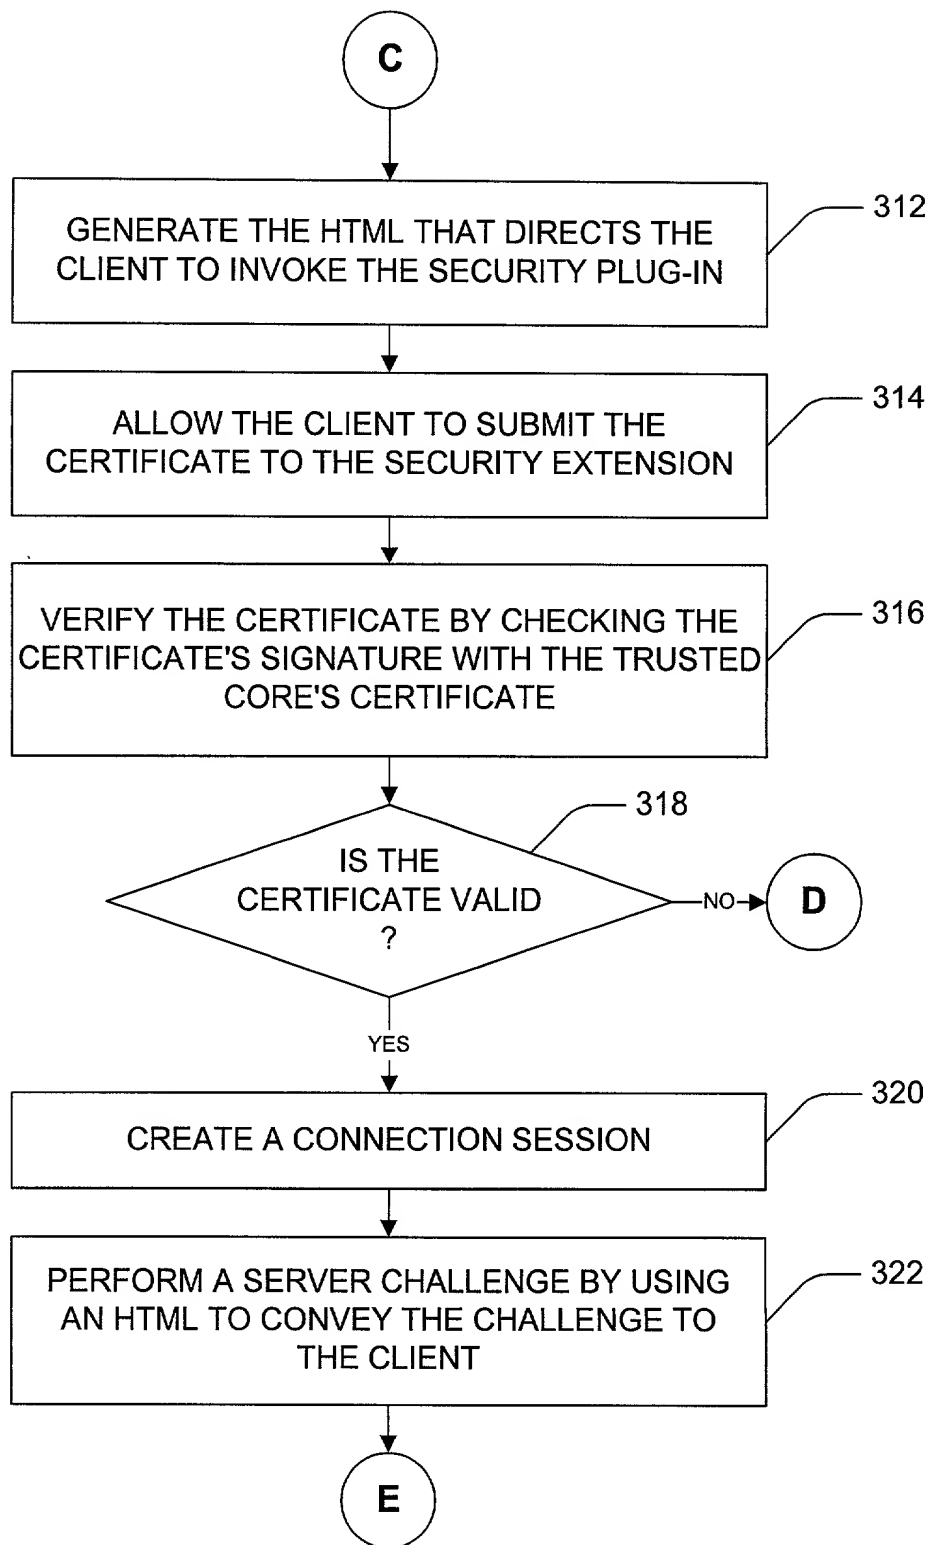 C
GENERATE THE HTML THAT DIRECTS THE
CLIENT TO INVOKE THE SECURITY PLUG-IN
312
ALLOW THE CLIENT TO SUBMIT THE
CERTIFICATE TO THE SECURITY EXTENSION
314
VERIFY THE CERTIFICATE BY CHECKING THE
CERTIFICATE'S SIGNATURE WITH THE TRUSTED
CORE'S CERTIFICATE
316
318
IS THE
CERTIFICATE VALID
?
NO
D
YES
CREATE A CONNECTION SESSION
320
PERFORM A SERVER CHALLENGE BY USING
AN HTML TO CONVEY THE CHALLENGE TO
THE CLIENT
322
E